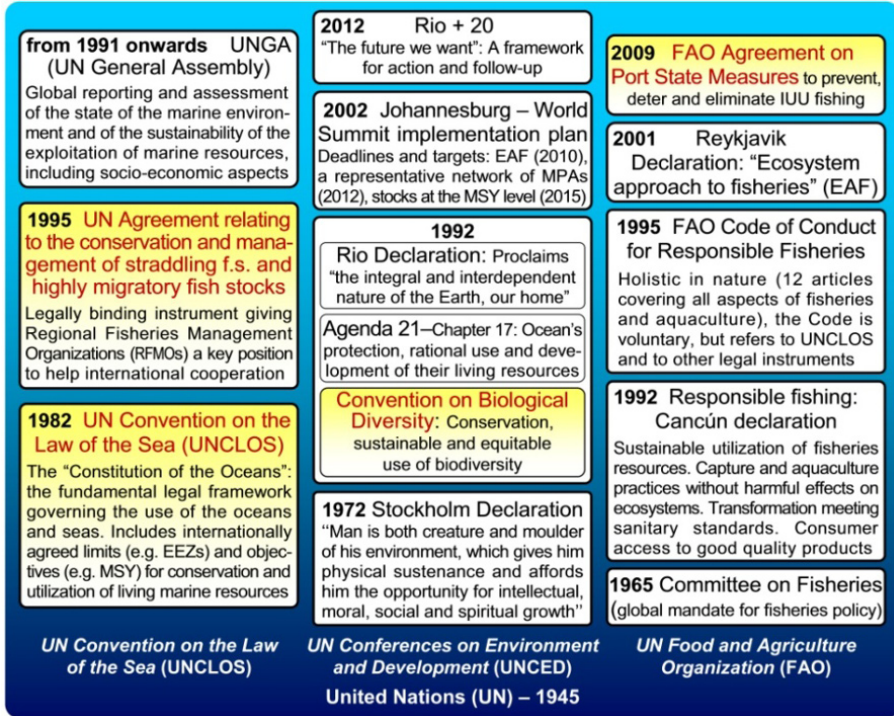 from 1991 onwards UNGA
(UN General Assembly)
Global reporting and assessment
of the state of the marine environ-
ment and of the sustainability of the
exploitation of marine resources,
including socio-economic aspects
1995 UN Agreement relating
to the conservation and mana-
gement of straddling f.s. and
highly migratory fish stocks
Legally binding instrument giving
Regional Fisheries Management
Organizations (RFMOs) a key position
to help international cooperation
1982 UN Convention on the
Law of the Sea (UNCLOS)
The “Constitution of the Oceans”:
the fundamental legal framework
governing the use of the oceans
and seas. Includes internationally
agreed limits (e.g. EEZs) and objec-
tives (e.g. MSY) for conservation and
utilization of living marine resources
UN Convention on the Law
of the Sea (UNCLOS)
2012 Rio + 20
“The future we want”: A framework
for action and follow-up
2002 Johannesburg – World
Summit implementation plan
Deadlines and targets: EAF (2010),
a representative network of MPAs
(2012), stocks at the MSY level (2015)
1992
Rio Declaration: Proclaims
“the integral and interdependent
nature of the Earth, our home”
Agenda 21–Chapter 17: Ocean’s
protection, rational use and deve-
lopment of their living resources
Convention on Biological
Diversity: Conservation,
sustainable and equitable
use of biodiversity
1972 Stockholm Declaration
''Man is both creature and moulder
of his environment, which gives him
physical sustenance and affords
him the opportunity for intellectual,
moral, social and spiritual growth''
UN Conferences on Environment
and Development (UNCED)
2009 FAO Agreement on
Port State Measures to prevent,
deter and eliminate IUU fishing
2001 Reykjavik
Declaration: “Ecosystem
approach to fisheries” (EAF)
1995 FAO Code of Conduct
for Responsible Fisheries
Holistic in nature (12 articles
covering all aspects of fisheries
and aquaculture), the Code is
voluntary, but refers to UNCLOS
and to other legal instruments
1992 Responsible fishing:
Cancún declaration
Sustainable utilization of fisheries
resources. Capture and aquaculture
practices without harmful effects on
ecosystems. Transformation meeting
sanitary standards. Consumer
access to good quality products
1965 Committee on Fisheries
(global mandate for fisheries policy)
UN Food and Agriculture
Organization (FAO)
United Nations (UN) – 1945